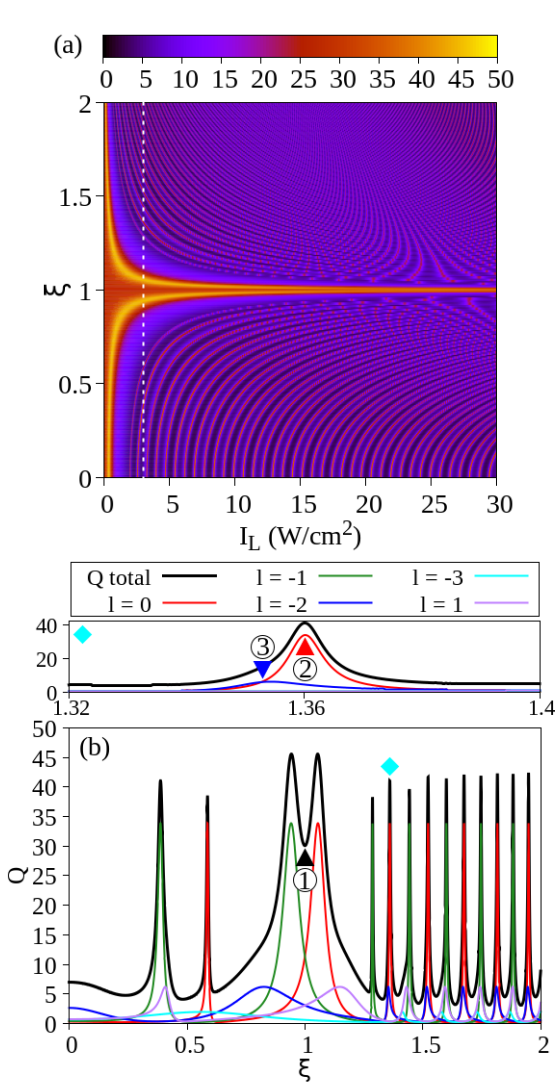 (a)
0 5 10 15 20 25 30 35 40 45 50
2
1.5
ξ
1
0.5
0
0 5 10 15 20 25 30
I_L (W/cm²)
Q total
l = -1
l = -3
l = 0
l = -2
l = 1
40
20
0
③
②
1.32 1.36 1.4
(b)
50
45
40
35
30
25
20
15
10
5
0
Q
①
0 0.5 1 1.5 2
ξ